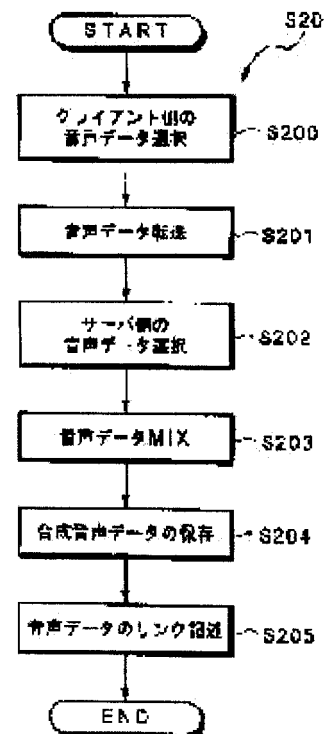 START
S20
クライアント側の
音声データ選択
S200
音声データ転送
S201
サーバ側の
音声データ選択
S202
音声データMIX
S203
合成音声データの保存
S204
音声データのリンク記述
S205
END